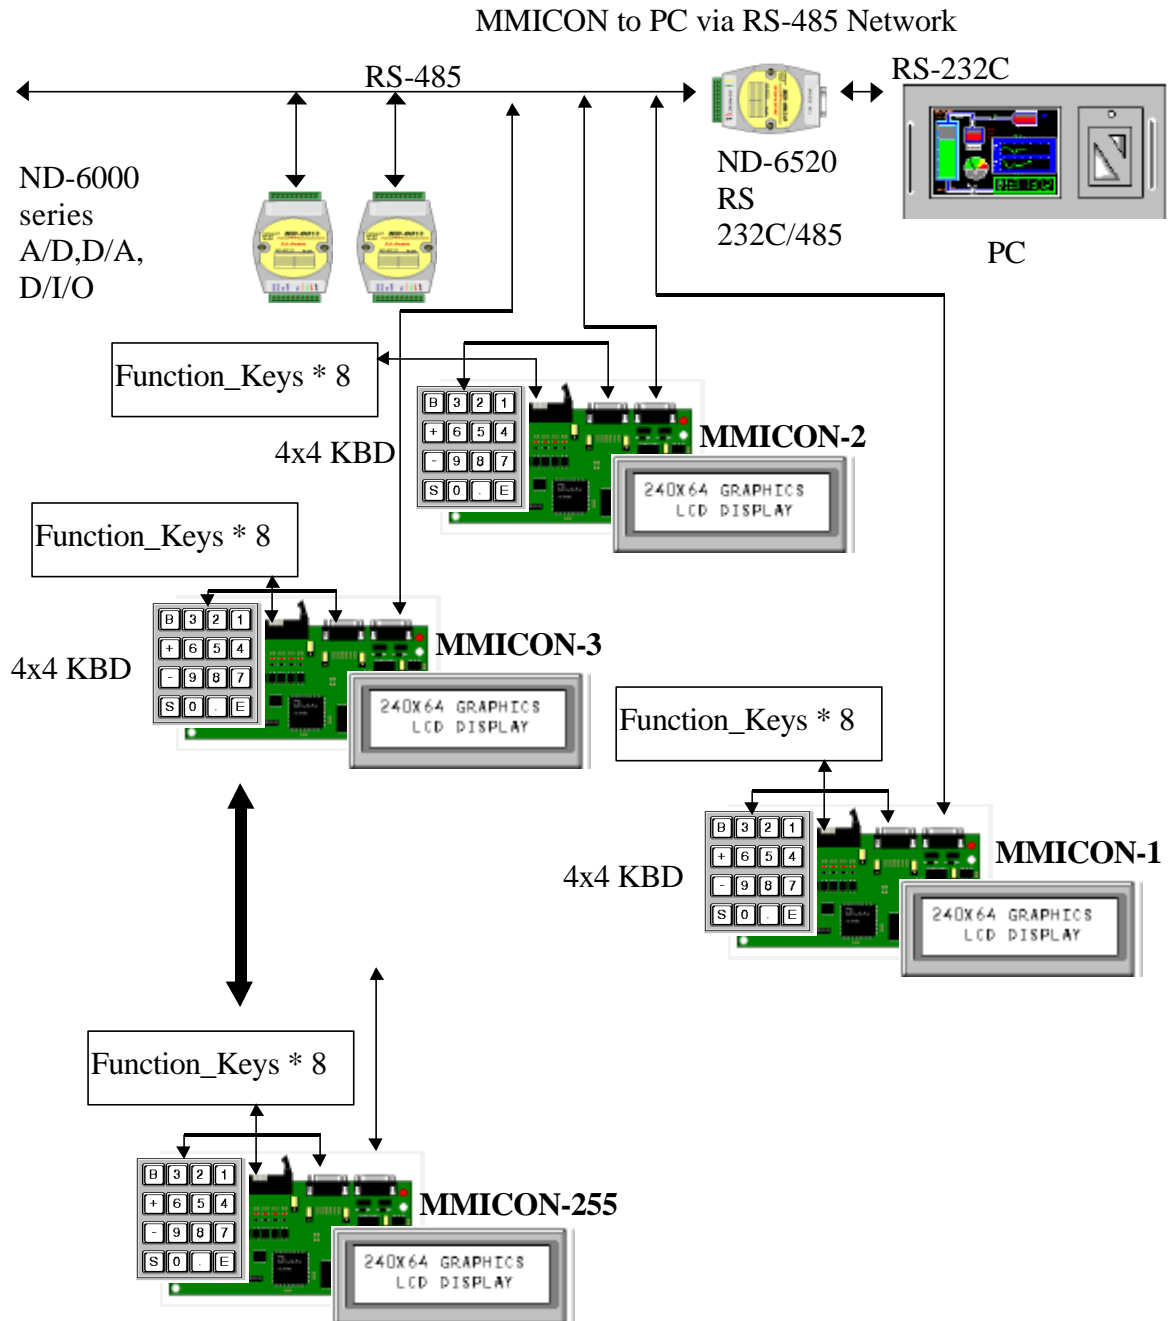 MMICON to PC via RS-485 Network
RS-485
RS-232C
ND-6000
series
A/D,D/A,
D/I/O
ND-6520
RS
232C/485
PC
Function_Keys * 8
4x4 KBD
B 3 2 1
+ 6 5 4
- 9 8 7
S 0 . E
MMICON-2
240X64 GRAPHICS
LCD DISPLAY
Function_Keys * 8
4x4 KBD
B 3 2 1
+ 6 5 4
- 9 8 7
S 0 . E
MMICON-3
240X64 GRAPHICS
LCD DISPLAY
Function_Keys * 8
4x4 KBD
B 3 2 1
+ 6 5 4
- 9 8 7
S 0 . E
MMICON-1
240X64 GRAPHICS
LCD DISPLAY
Function_Keys * 8
B 3 2 1
+ 6 5 4
- 9 8 7
S 0 . E
MMICON-255
240X64 GRAPHICS
LCD DISPLAY